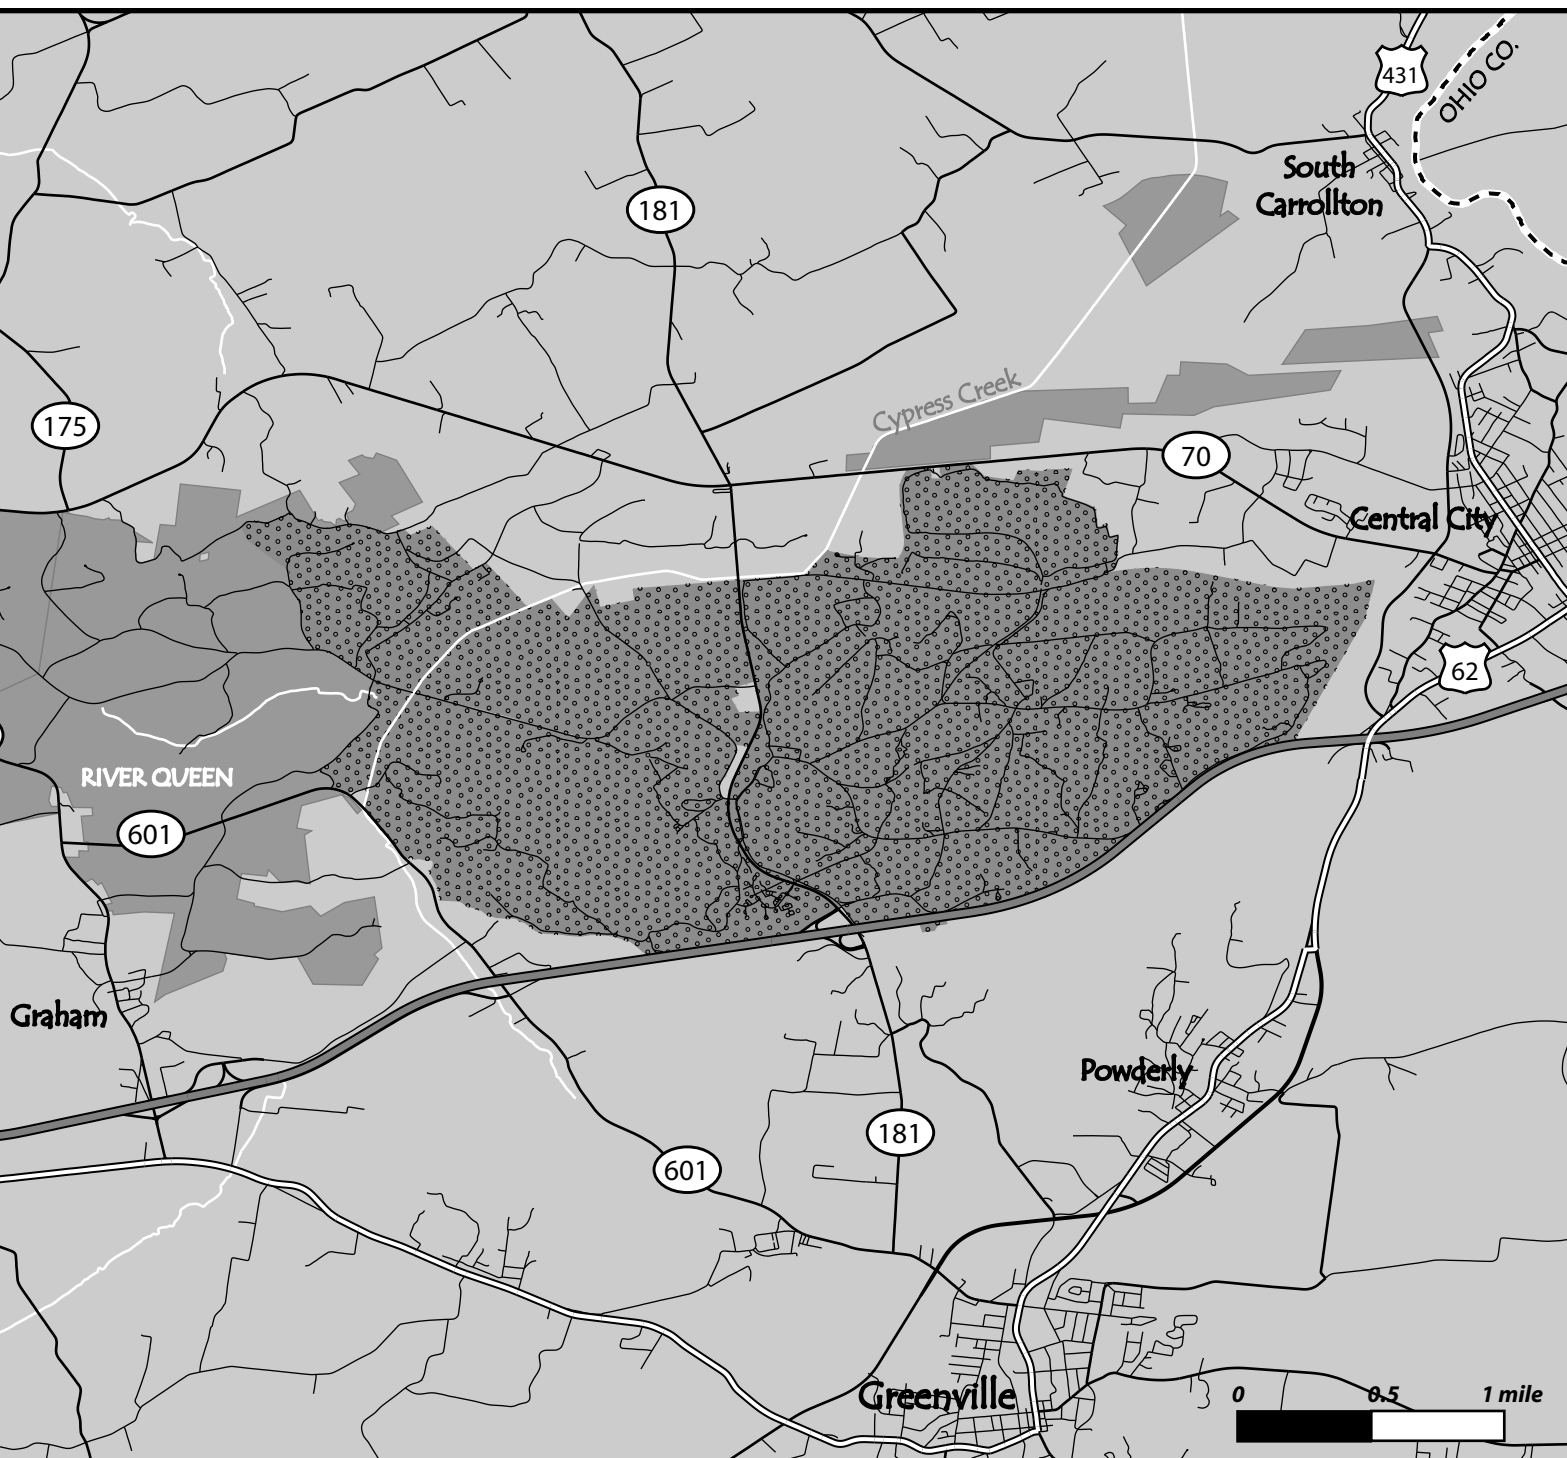 431
OHIO CO.
South
Carrollton
181
Cypress Creek
175
70
Central City
62
RIVER QUEEN
601
Graham
Powderly
181
601
Greenville
0 0.5 1 mile